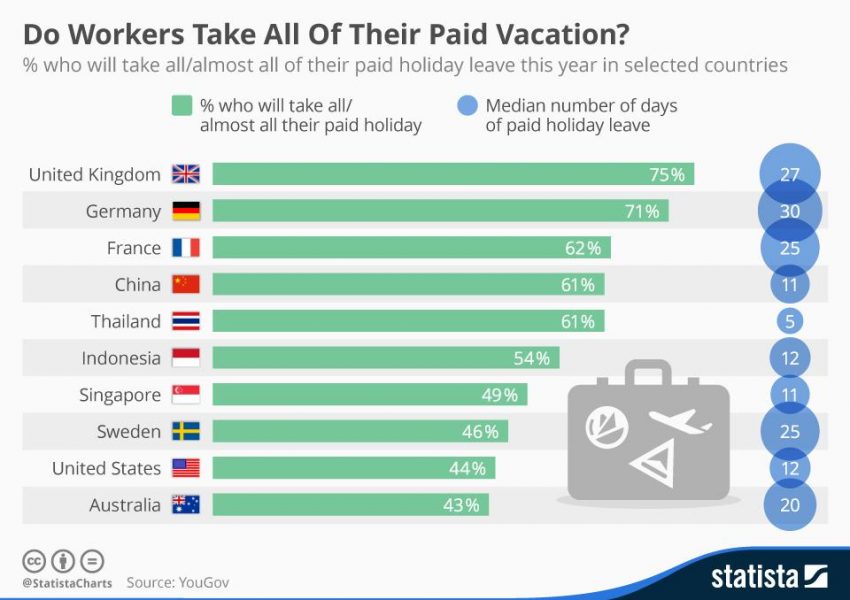 Do Workers Take All Of Their Paid Vacation?
% who will take all/almost all of their paid holiday leave this year in selected countries
% who will take all/
almost all their paid holiday
Median number of days
of paid holiday leave
United Kingdom 75% 27
Germany 71% 30
France 62% 25
China 61% 11
Thailand 61% 5
Indonesia 54% 12
Singapore 49% 11
Sweden 46% 25
United States 44% 12
Australia 43% 20
cc
@StatistaCharts Source: YouGov
statista